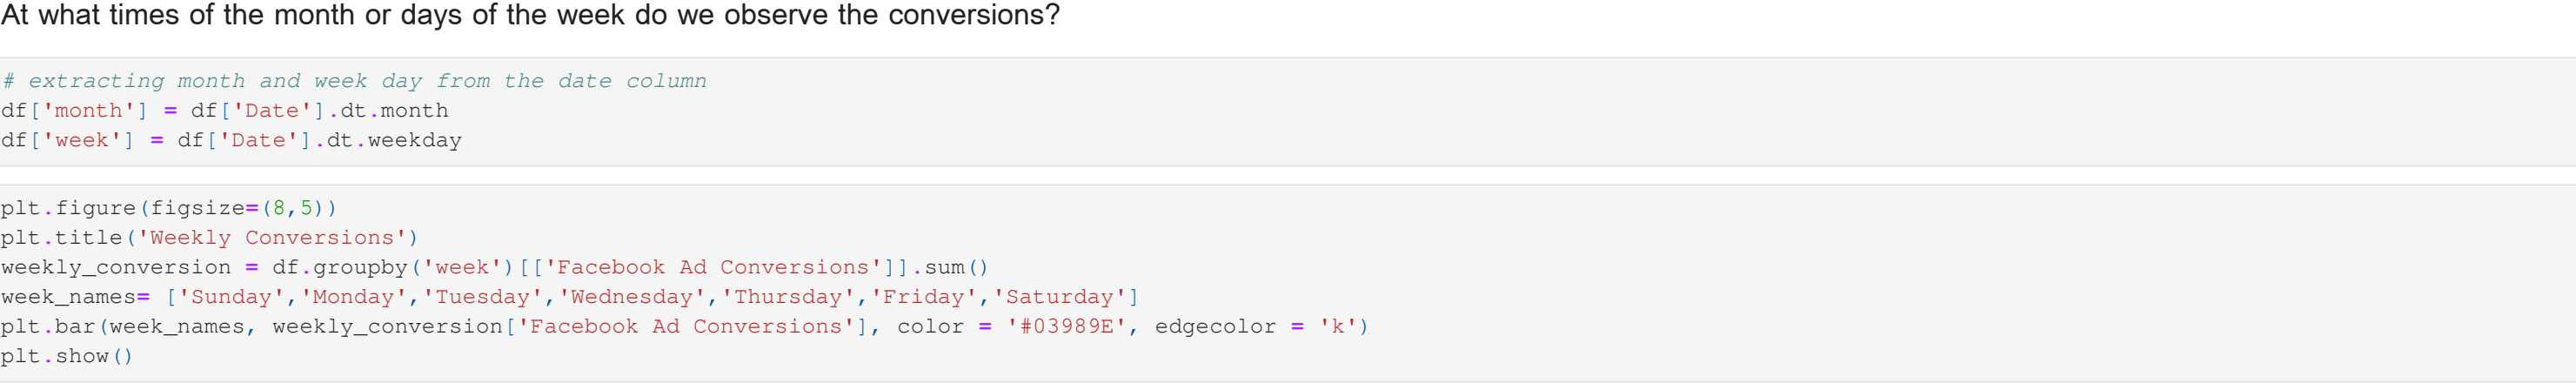 At what times of the month or days of the week do we observe the conversions?
# extracting month and week day from the date column
df['month'] = df['Date'].dt.month
df['week'] = df['Date'].dt.weekday
plt.figure(figsize=(8,5))
plt.title('Weekly Conversions')
weekly_conversion = df.groupby('week')[['Facebook Ad Conversions']].sum()
week_names= ['Sunday','Monday','Tuesday','Wednesday','Thursday','Friday','Saturday']
plt.bar(week_names, weekly_conversion['Facebook Ad Conversions'], color = '#03989E', edgecolor = 'k')
plt.show()